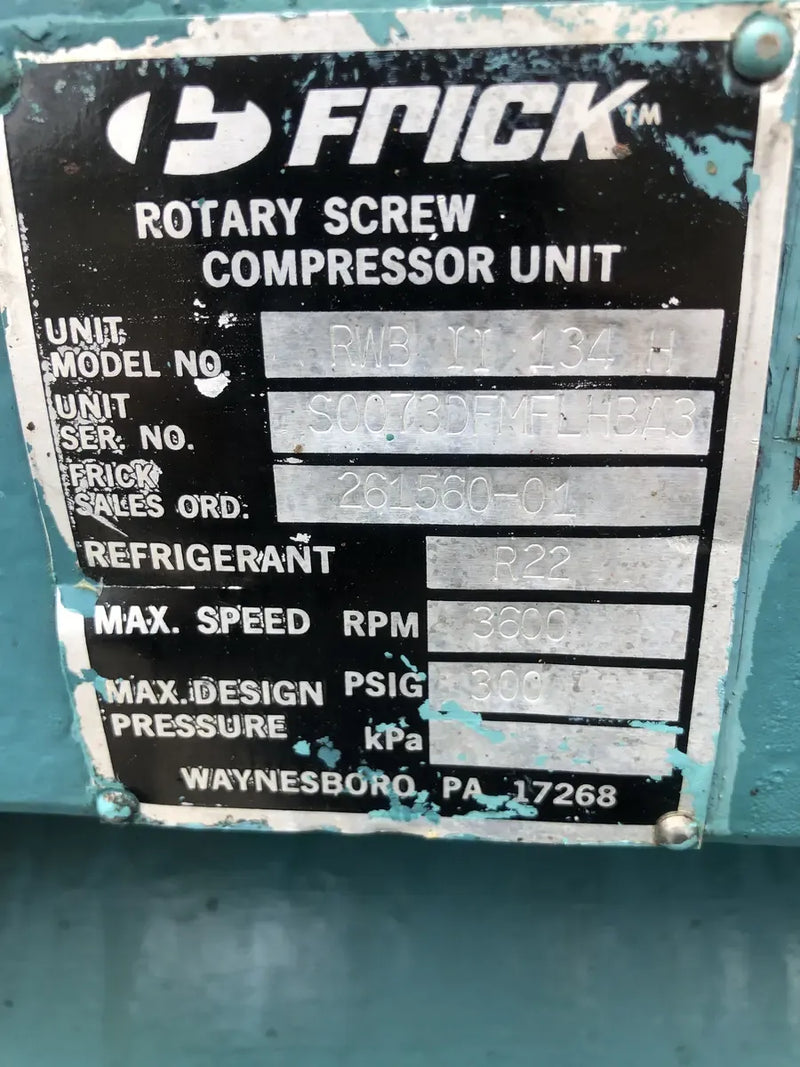 FRICK™
ROTARY SCREW
COMPRESSOR UNIT
UNIT
MODEL NO. RWB II 134 H
UNIT
SER. NO. S0073DFMFLHBA3
FRICK
SALES ORD. 261560-01
REFRIGERANT R22
MAX. SPEED RPM 3600
MAX. DESIGN PSIG 300
PRESSURE kPa
WAYNESBORO PA 17268